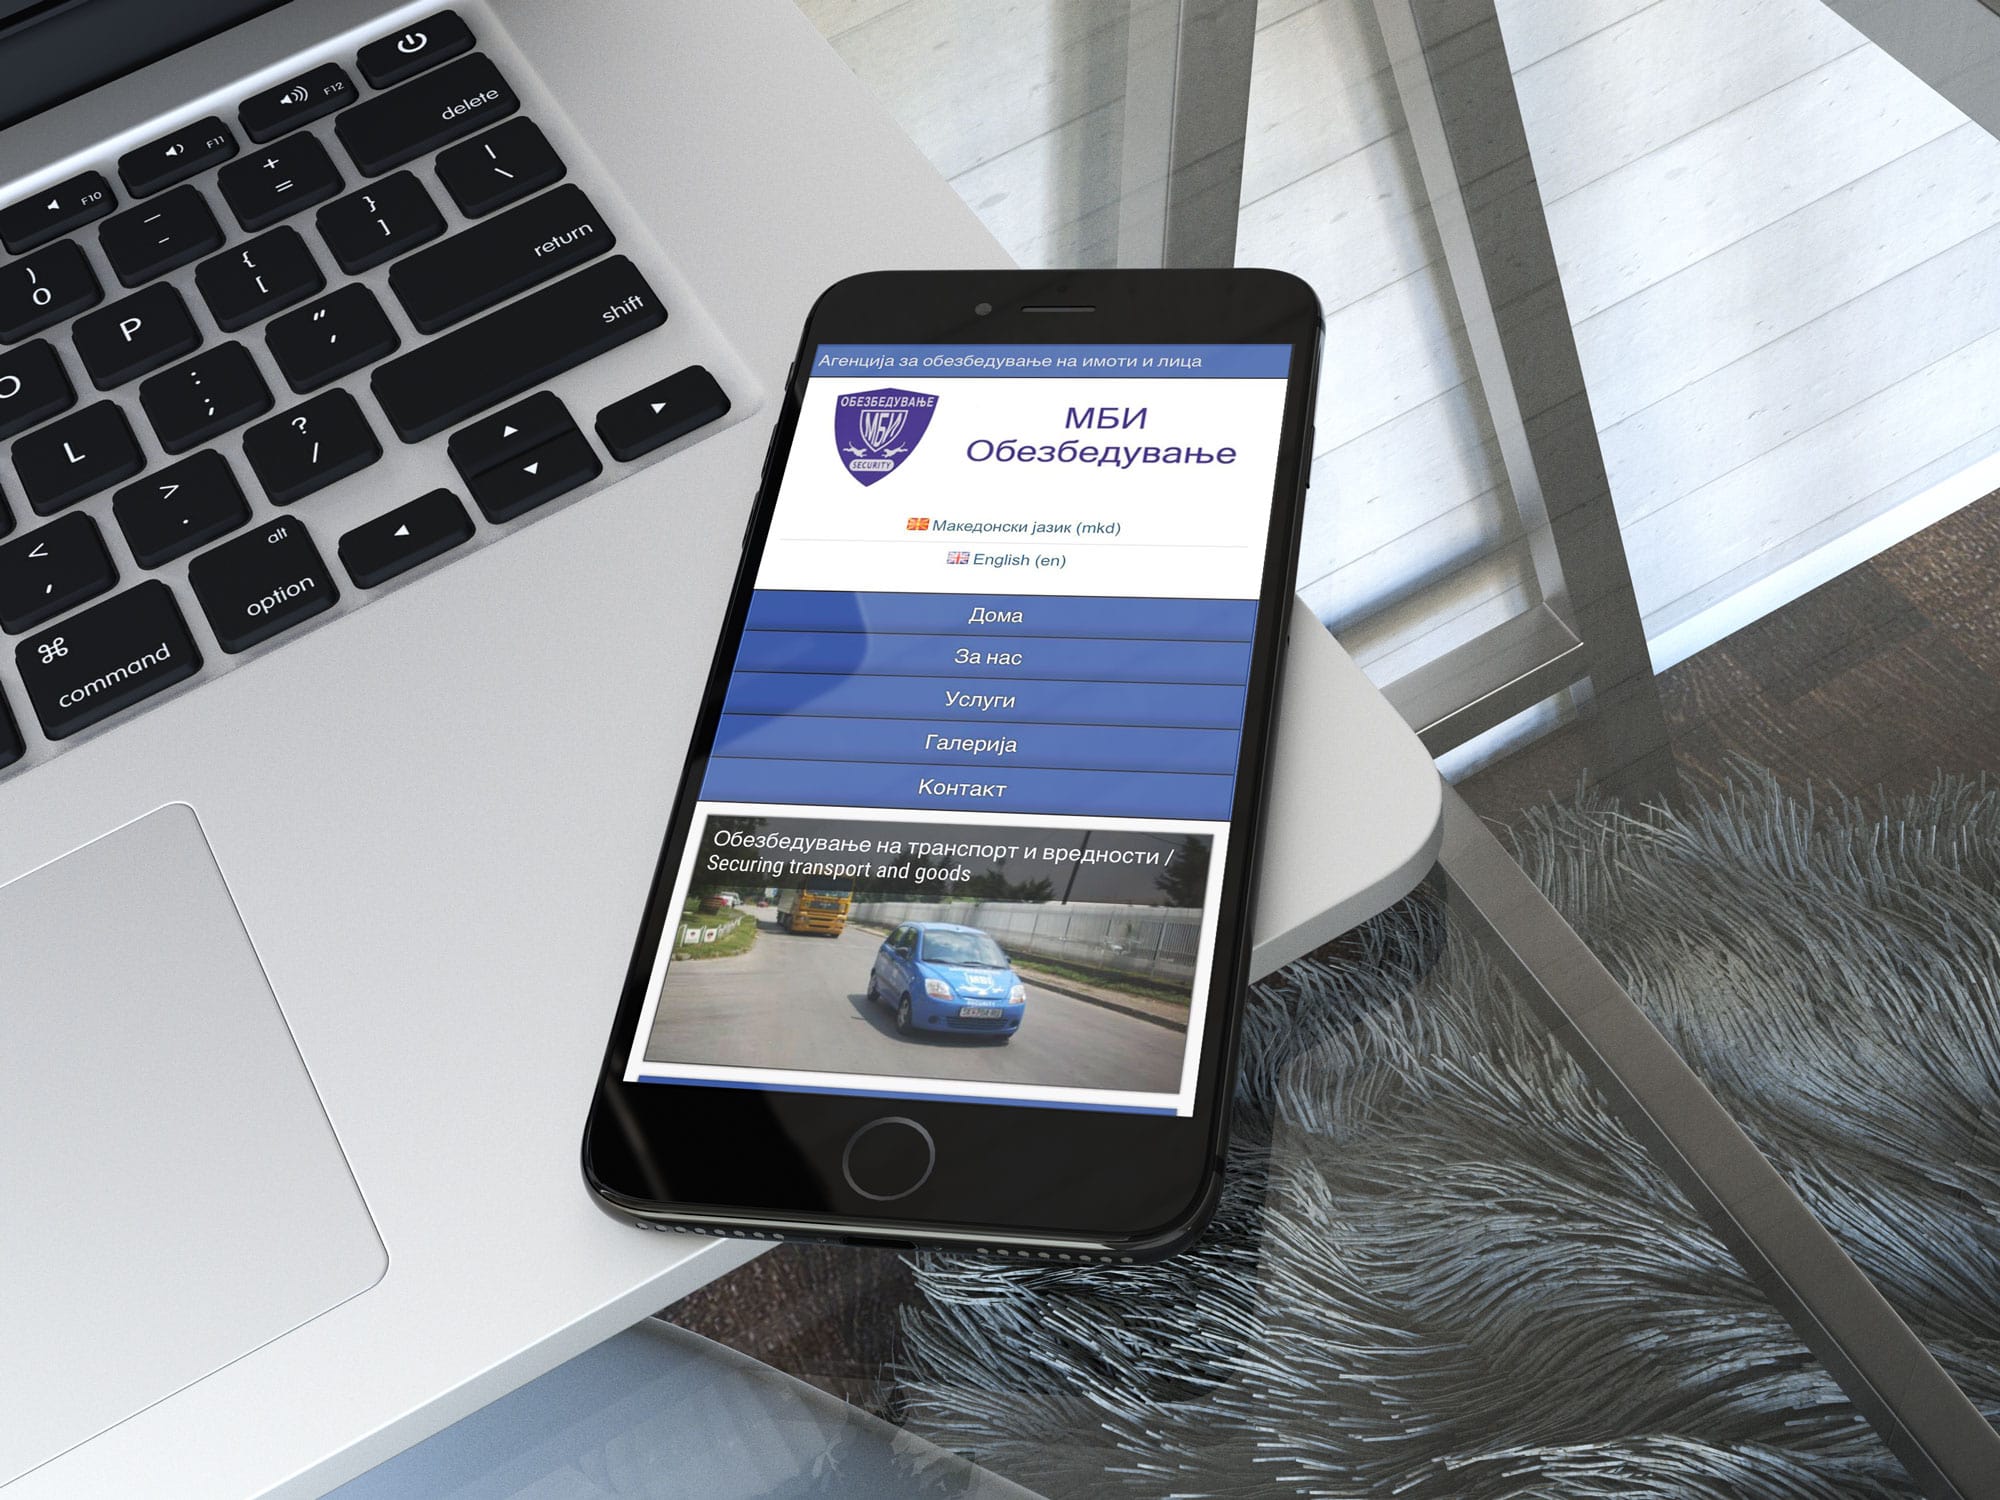 F12
delete
F11
+
=
|
\
F10
_
-
}
]
return
)
0
{
[
P
"
,
shift
O
:
;
?
/
L
>
.
<
,
alt
option
⌘
command
Агенција за обезбедување на имоти и лица
ОБЕЗБЕДУВАЊЕ
МБИ
SECURITY
МБИ
Обезбедување
Македонски јазик (mkd)
English (en)
Дома
За нас
Услуги
Галерија
Контакт
Обезбедување на транспорт и вредности /
Securing transport and goods
МБИ
SECURITY